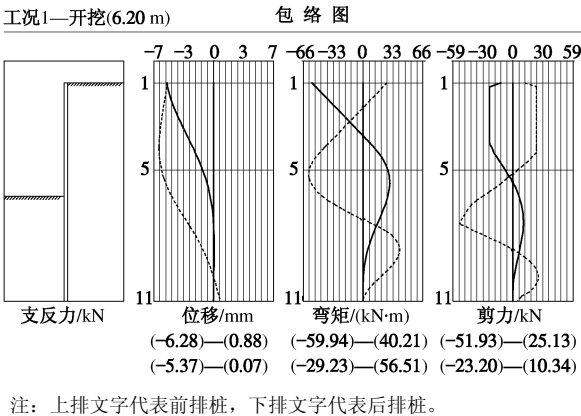 工况1—开挖(6.20 m)
包 络 图
−7 −3 0 3 7
−66 −33 0 33 66
−59 −30 0 30 59
1 1 1
5 5 5
11 11 11
支反力/kN 位移/mm 弯矩/(kN·m) 剪力/kN
(−6.28)—(0.88) (−59.94)—(40.21) (−51.93)—(25.13)
(−5.37)—(0.07) (−29.23)—(56.51) (−23.20)—(10.34)
注：上排文字代表前排桩，下排文字代表后排桩。